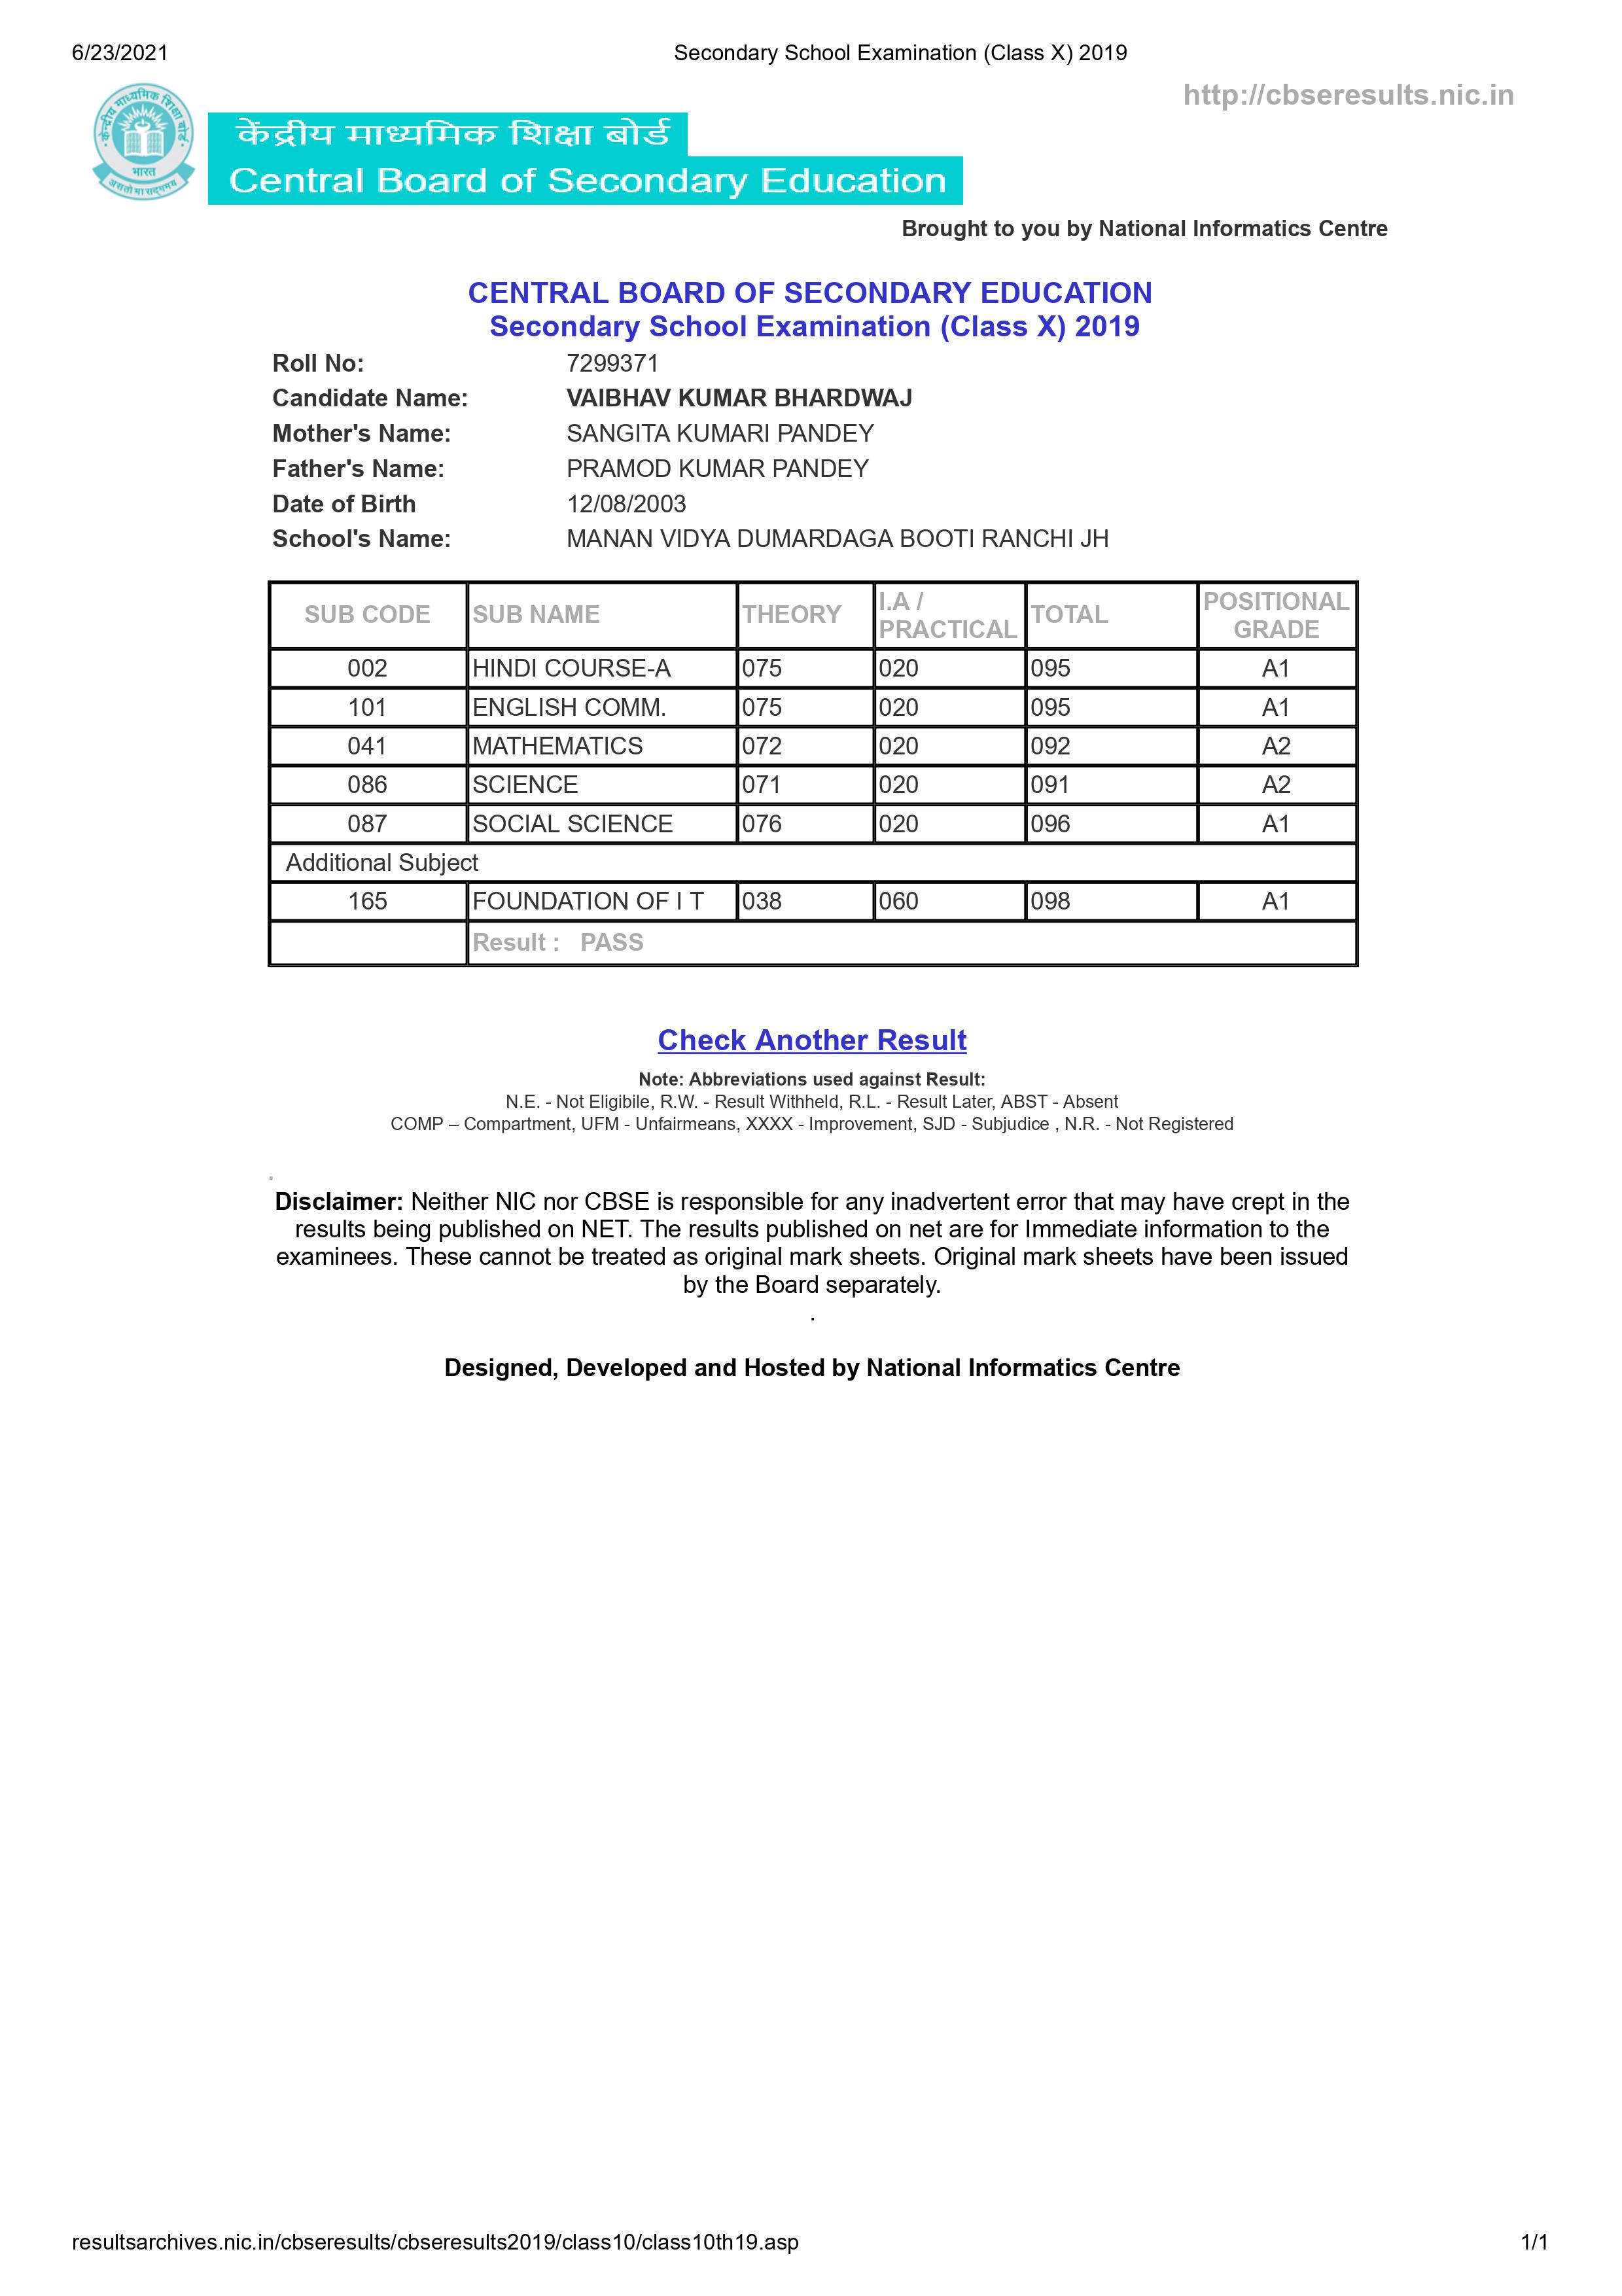 6/23/2021 Secondary School Examination (Class X) 2019
http://cbseresults.nic.in
केन्द्रीय माध्यमिक शिक्षा बोर्ड
भारत
असतो मा सद्गमय
केंद्रीय माध्यमिक शिक्षा बोर्ड
Central Board of Secondary Education
Brought to you by National Informatics Centre
CENTRAL BOARD OF SECONDARY EDUCATION
Secondary School Examination (Class X) 2019
Roll No: 7299371
Candidate Name: VAIBHAV KUMAR BHARDWAJ
Mother's Name: SANGITA KUMARI PANDEY
Father's Name: PRAMOD KUMAR PANDEY
Date of Birth 12/08/2003
School's Name: MANAN VIDYA DUMARDAGA BOOTI RANCHI JH
SUB CODE SUB NAME THEORY I.A / PRACTICAL TOTAL POSITIONAL GRADE
002 HINDI COURSE-A 075 020 095 A1
101 ENGLISH COMM. 075 020 095 A1
041 MATHEMATICS 072 020 092 A2
086 SCIENCE 071 020 091 A2
087 SOCIAL SCIENCE 076 020 096 A1
Additional Subject
165 FOUNDATION OF I T 038 060 098 A1
Result : PASS
Check Another Result
Note: Abbreviations used against Result:
N.E. - Not Eligibile, R.W. - Result Withheld, R.L. - Result Later, ABST - Absent
COMP – Compartment, UFM - Unfairmeans, XXXX - Improvement, SJD - Subjudice , N.R. - Not Registered
.
Disclaimer: Neither NIC nor CBSE is responsible for any inadvertent error that may have crept in the
results being published on NET. The results published on net are for Immediate information to the
examinees. These cannot be treated as original mark sheets. Original mark sheets have been issued
by the Board separately.
.
Designed, Developed and Hosted by National Informatics Centre
resultsarchives.nic.in/cbseresults/cbseresults2019/class10/class10th19.asp 1/1